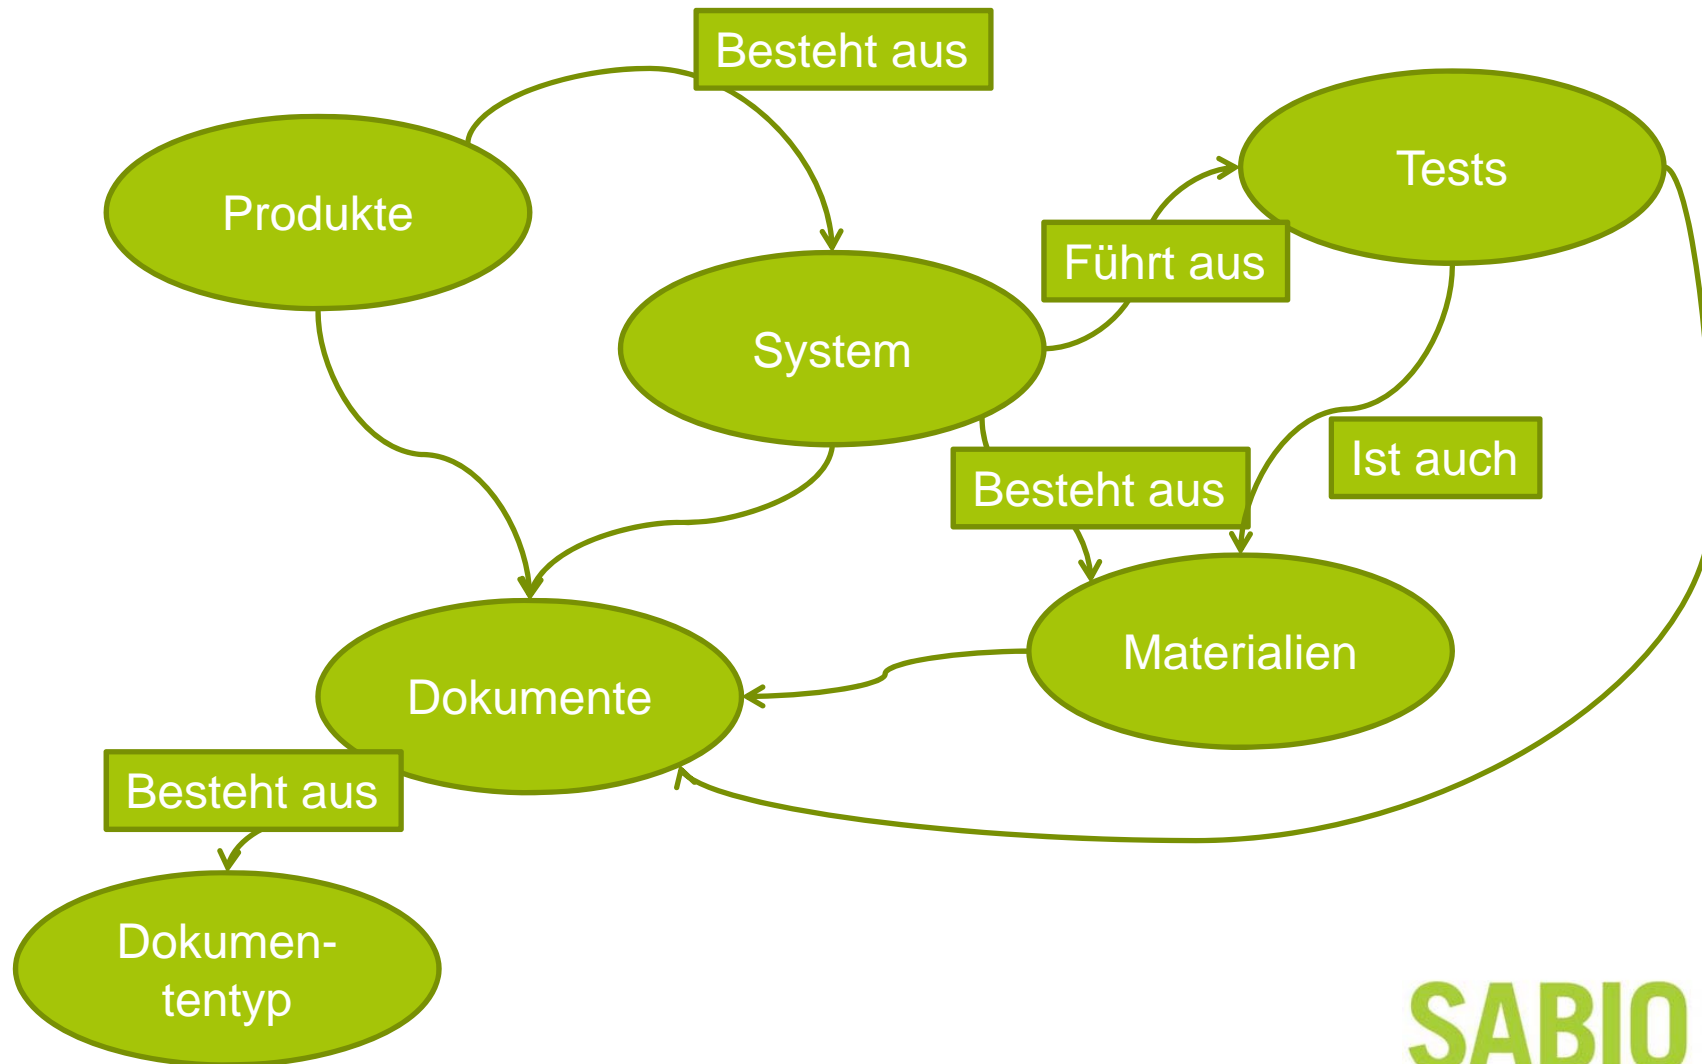 Besteht aus
Tests
Produkte
Führt aus
System
Ist auch
Besteht aus
Materialien
Dokumente
Besteht aus
Dokumen-
tentyp
SABIO